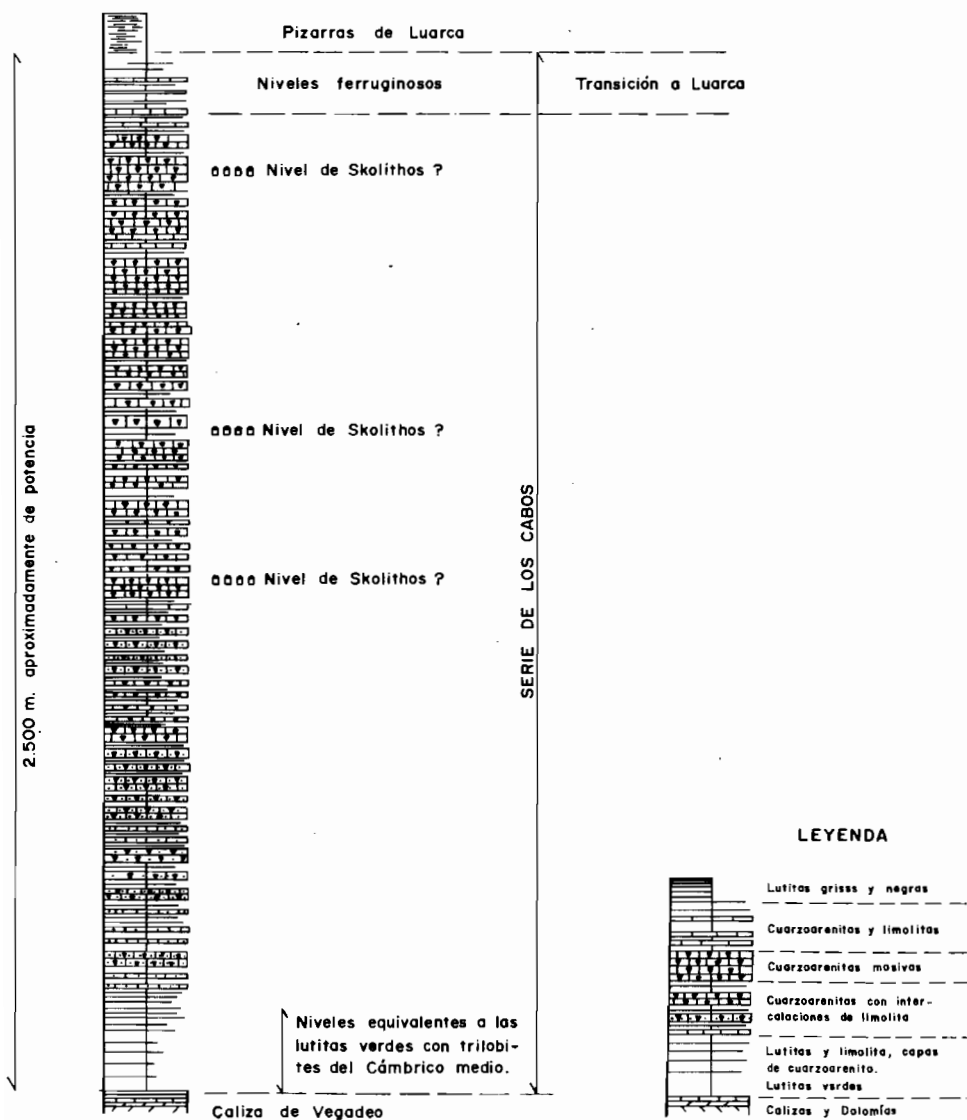 Pizarras de Luarca
Niveles ferruginosos
Transición a Luarca
Nivel de Skolithos ?
Nivel de Skolithos ?
Nivel de Skolithos ?
2.500 m. aproximadamente de potencia
SERIE DE LOS CABOS
Niveles equivalentes a las
lutitas verdes con trilobi-
tes del Cámbrico medio.
Caliza de Vegadeo
LEYENDA
Lutitas griss y negras
Cuarzoarenitas y limolitas
Cuarzoarenitas masivas
Cuarzoarenitas con inter-
calaciones de limolita
Lutitas y limolita, capas
de cuarzoarenito.
Lutitas verdes
Calizas y Dolomías